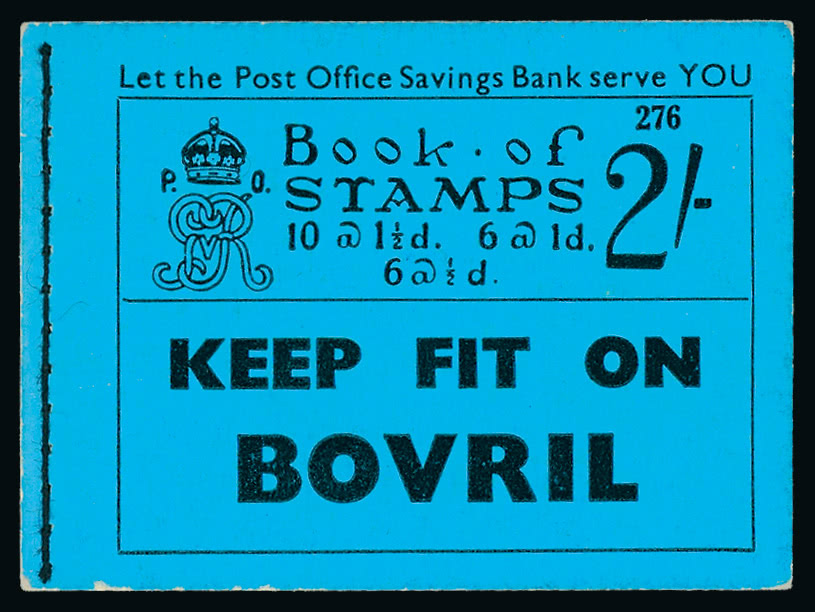 Let the Post Office Savings Bank serve YOU
276
Book · of
STAMPS
2/-
P. O.
GvR
10 @ 1½d. 6 @ 1d.
6 @ ½d.
KEEP FIT ON
BOVRIL